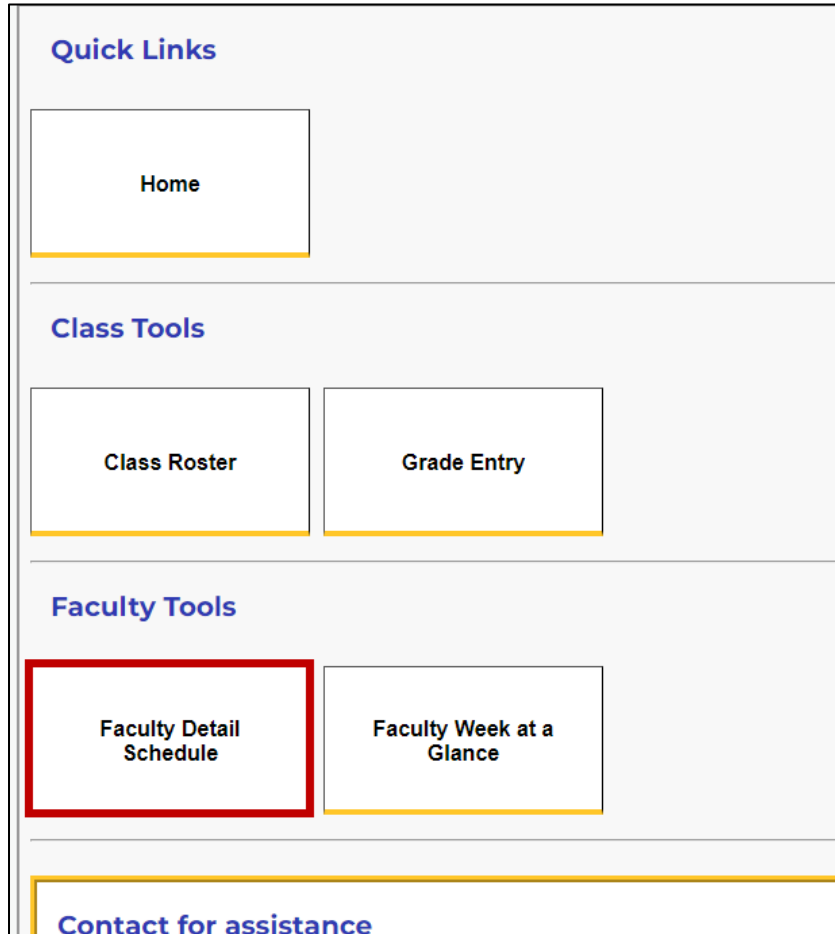 Quick Links
Home
Class Tools
Class Roster
Grade Entry
Faculty Tools
Faculty Detail
Schedule
Faculty Week at a
Glance
Contact for assistance